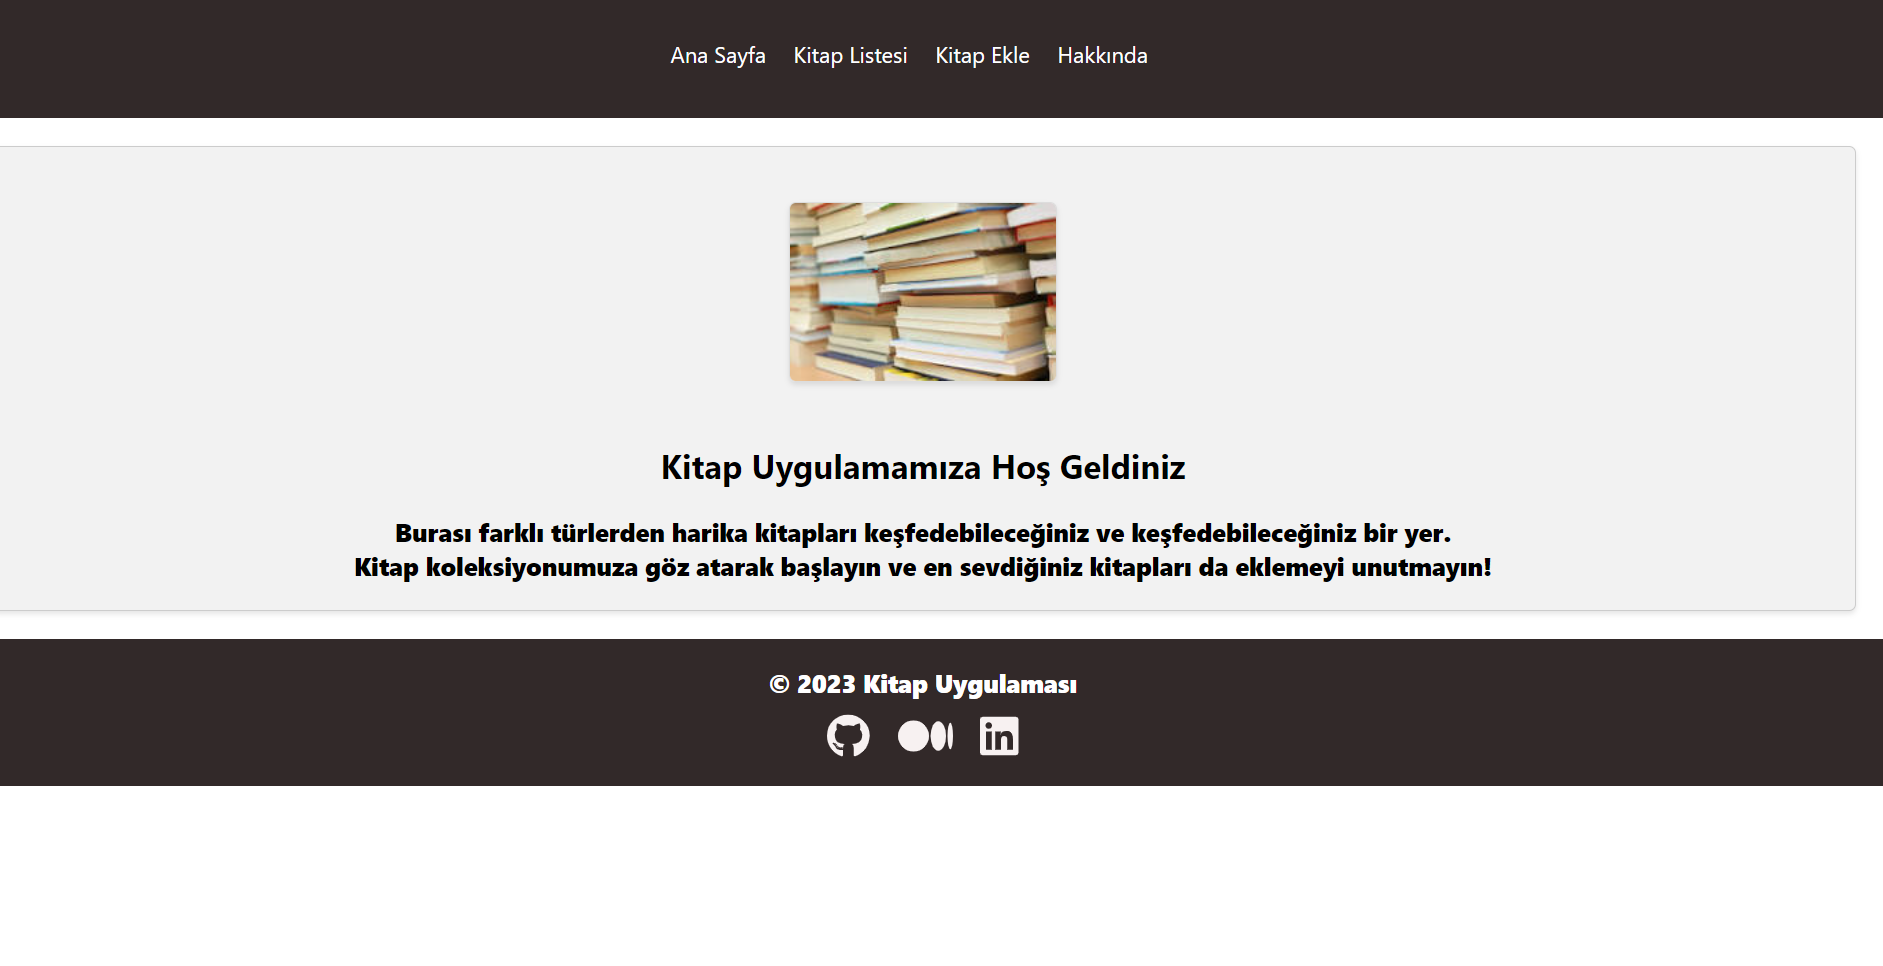 Ana Sayfa Kitap Listesi Kitap Ekle Hakkında
Kitap Uygulamamıza Hoş Geldiniz
Burası farklı türlerden harika kitapları keşfedebileceğiniz ve keşfedebileceğiniz bir yer.
Kitap koleksiyonumuza göz atarak başlayın ve en sevdiğiniz kitapları da eklemeyi unutmayın!
© 2023 Kitap Uygulaması
in